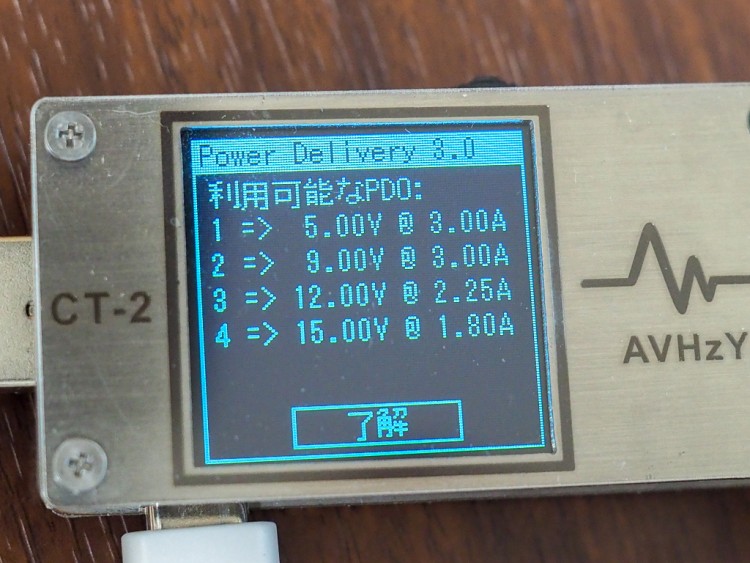 Power Delivery 3.0
利用可能なPDO:
1 => 5.00V @ 3.00A
2 => 9.00V @ 3.00A
3 => 12.00V @ 2.25A
4 => 15.00V @ 1.80A
了解
CT-2
AVHzY